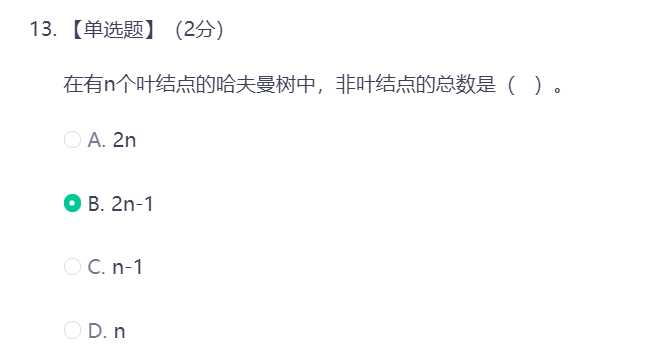 13. 【单选题】（2分）
在有n个叶结点的哈夫曼树中，非叶结点的总数是（ ）。
A. 2n
B. 2n-1
C. n-1
D. n